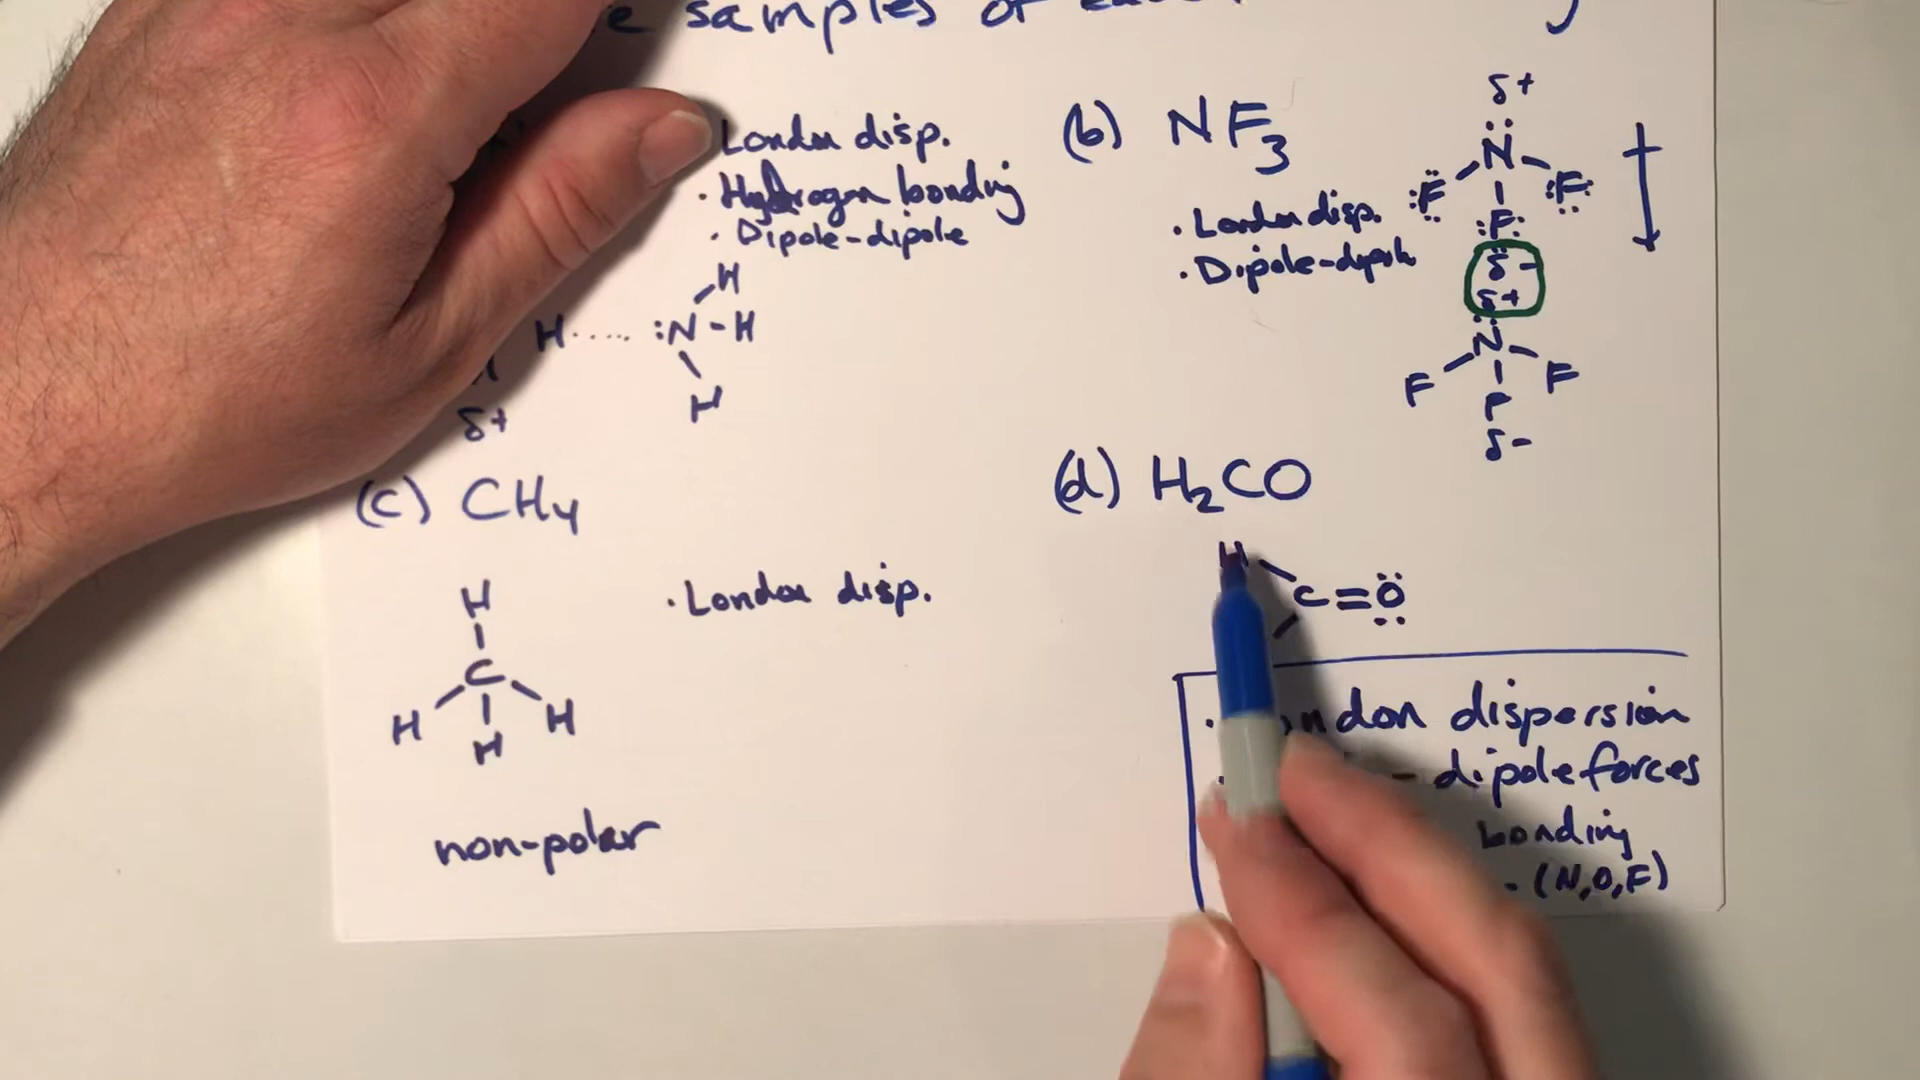 samples of
· London disp.
· Hydrogen bonding
· Dipole-dipole
H
H ..... :N - H
H
δ+
(b) NF3
· London disp.
· Dipole-dipole
δ+
N
F F
F
δ-
δ+
N
F F
F
δ-
(c) CH4
H
C
H H
H
· London disp.
non-polar
(d) H2CO
H
C=O
London dispersion
- dipole forces
bonding
- (N,O,F)